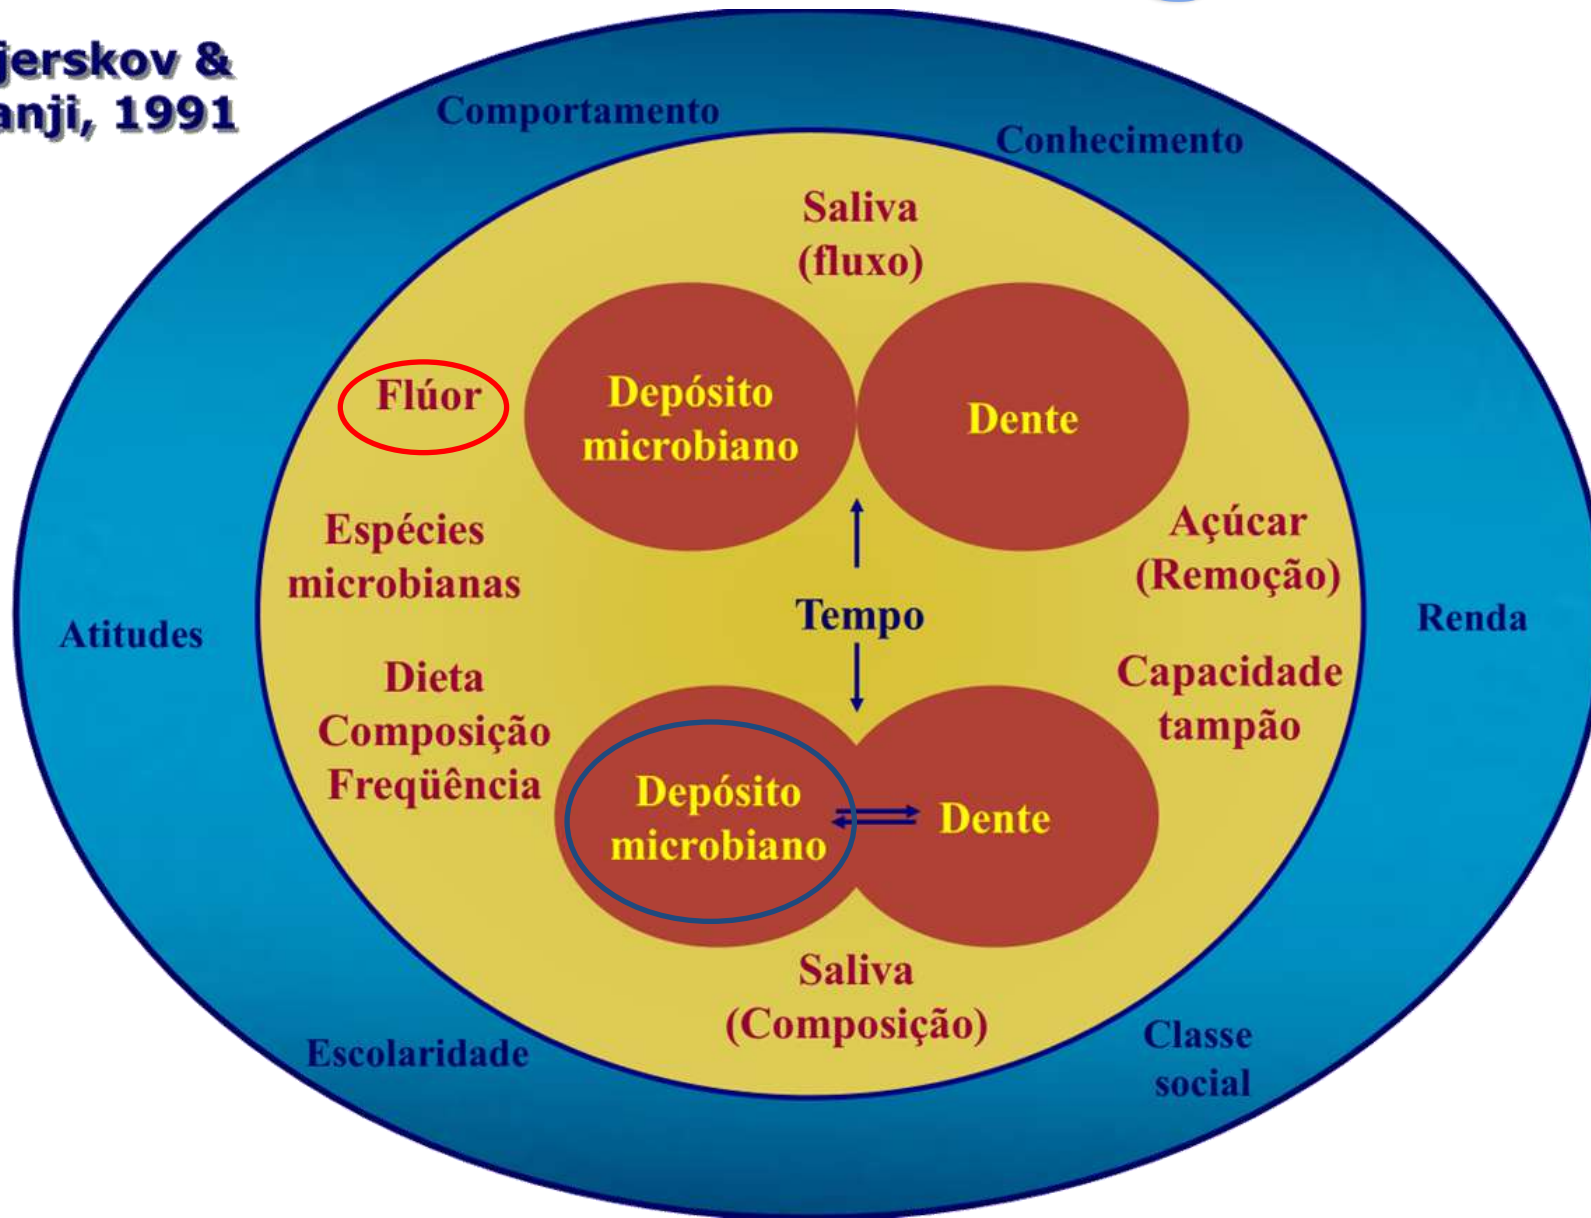 jerskov &
anji, 1991
Comportamento
Conhecimento
Saliva
(fluxo)
Flúor
Depósito
microbiano
Dente
Espécies
microbianas
Açúcar
(Remoção)
Tempo
Atitudes
Renda
Dieta
Composição
Freqüência
Capacidade
tampão
Depósito
microbiano
Dente
Saliva
(Composição)
Escolaridade
Classe
social